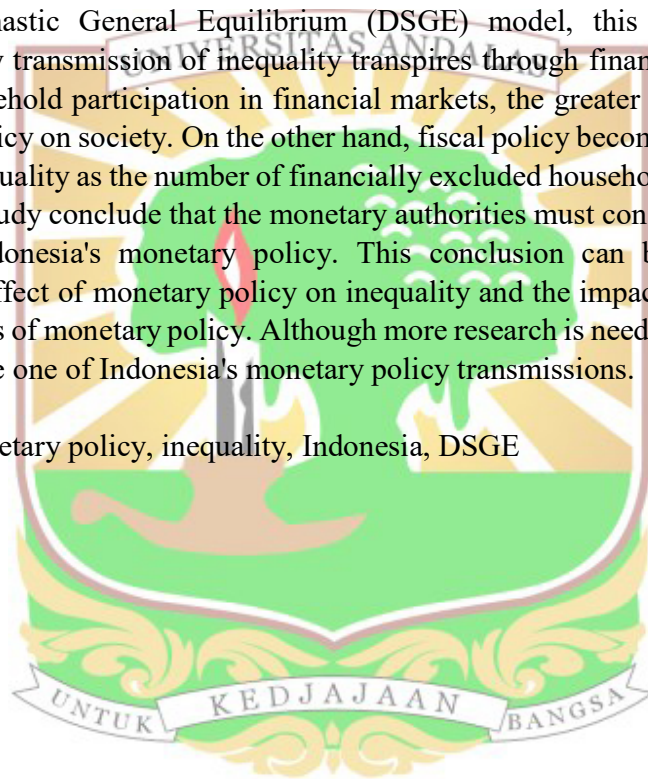 nastic General Equilibrium (DSGE) model, this
y transmission of inequality transpires through finan
ehold participation in financial markets, the greater
icy on society. On the other hand, fiscal policy becom
uality as the number of financially excluded househo
tudy conclude that the monetary authorities must con
donesia's monetary policy. This conclusion can b
ffect of monetary policy on inequality and the impac
s of monetary policy. Although more research is need
e one of Indonesia's monetary policy transmissions.
etary policy, inequality, Indonesia, DSGE
UNIVERSITAS ANDALAS
UNTUK KEDJAJAAN BANGSA